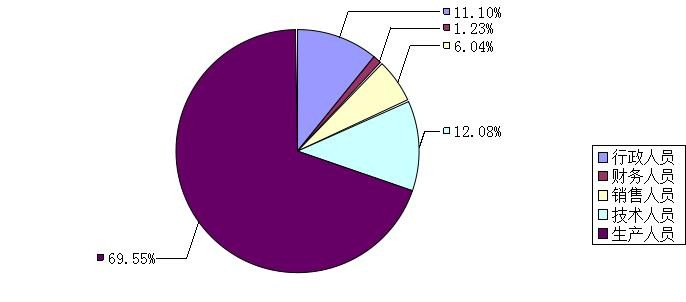 11.10%
1.23%
6.04%
12.08%
69.55%
行政人员
财务人员
销售人员
技术人员
生产人员